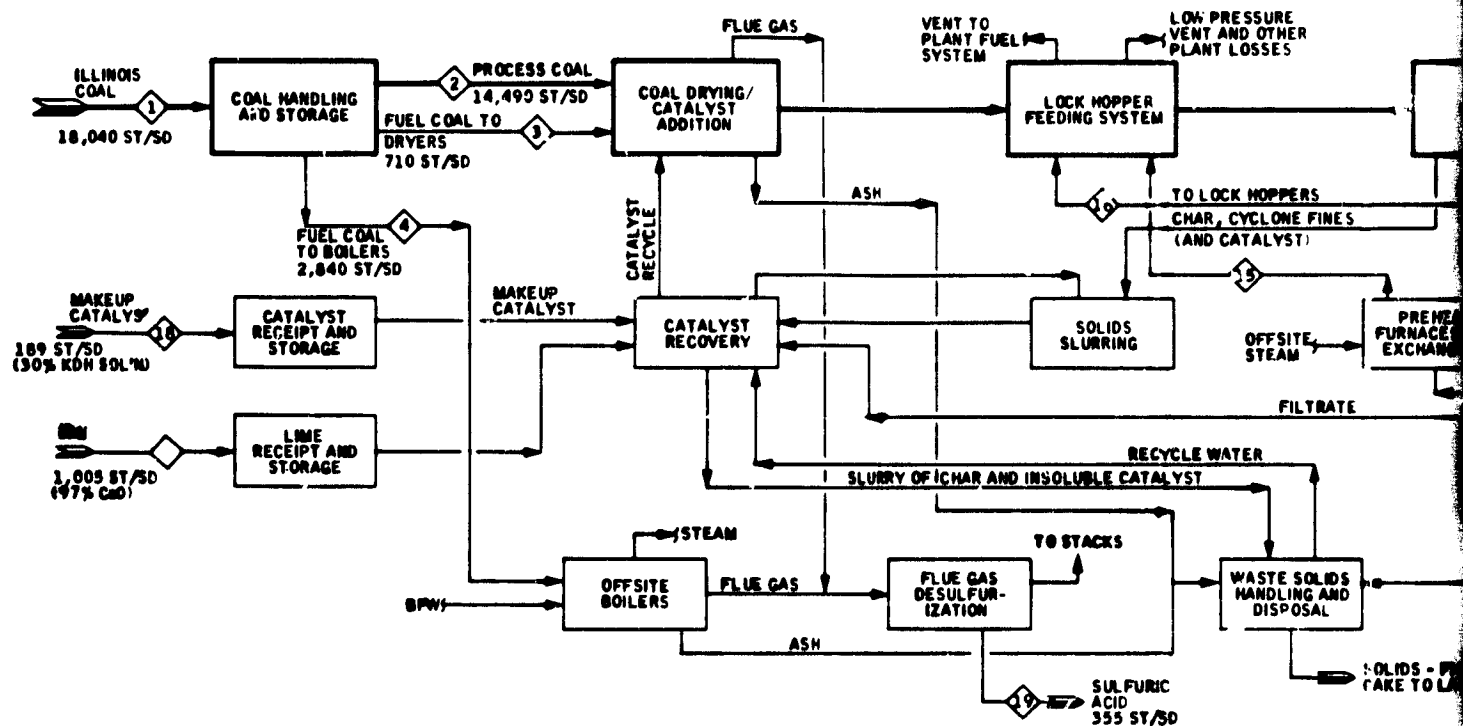 FLUE GAS
VENT TO
PLANT FUEL
SYSTEM
LOW PRESSURE
VENT AND OTHER
PLANT LOSSES
ILLINOIS
COAL
1
18,040 ST/SD
COAL HANDLING
AND STORAGE
2
PROCESS COAL
14,490 ST/SD
FUEL COAL TO
DRYERS
710 ST/SD
3
COAL DRYING/
CATALYST
ADDITION
LOCK HOPPER
FEEDING SYSTEM
ASH
TO LOCK HOPPERS
CHAR, CYCLONE FINES
(AND CATALYST)
4
FUEL COAL
TO BOILERS
2,840 ST/SD
CATALYST
RECYCLE
15
MAKEUP
CATALYST
18
189 ST/SD
(30% KOH SOL'N)
CATALYST
RECEIPT AND
STORAGE
MAKEUP
CATALYST
CATALYST
RECOVERY
SOLIDS
SLURRING
OFFSITE
STEAM
FILTRATE
1,005 ST/SD
(97% CaO)
LIME
RECEIPT AND
STORAGE
RECYCLE WATER
SLURRY OF CHAR AND INSOLUBLE CATALYST
STEAM
TO STACKS
BFW
OFFSITE
BOILERS
FLUE GAS
FLUE GAS
DESULFUR-
IZATION
WASTE SOLIDS
HANDLING AND
DISPOSAL
ASH
19
SULFURIC
ACID
355 ST/SD
SOLIDS -